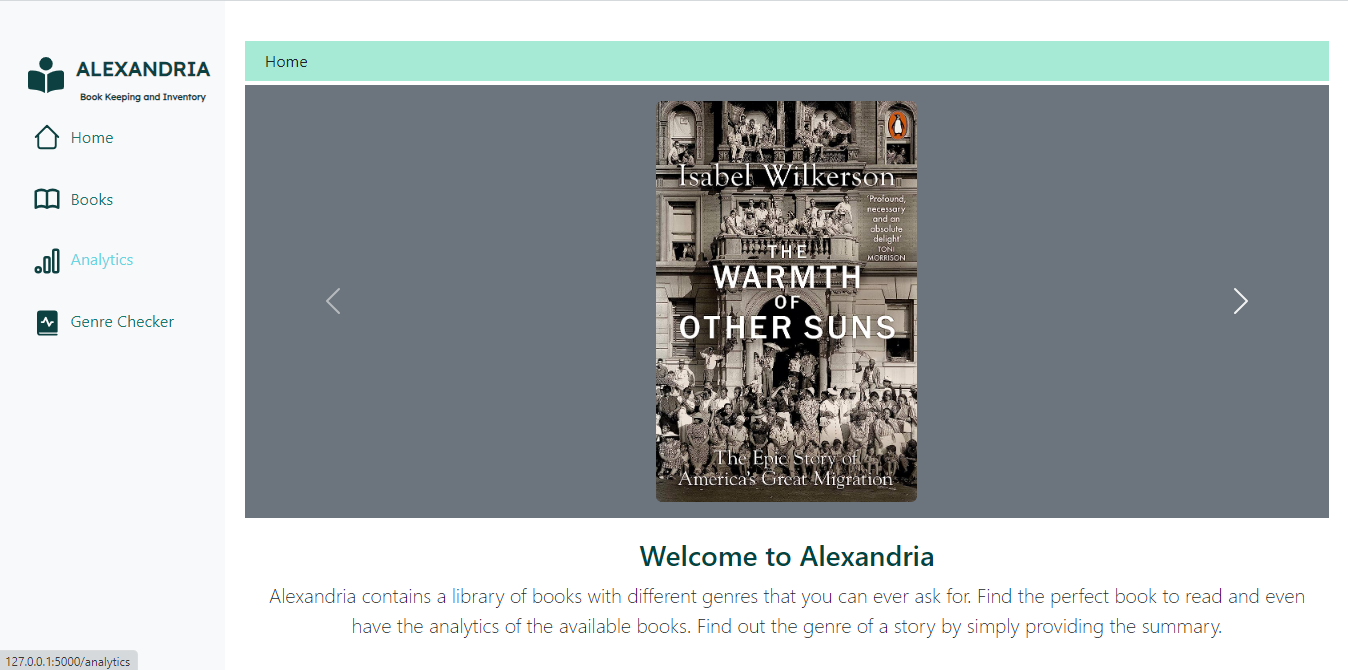 ALEXANDRIA
Book Keeping and Inventory
Home
Books
Analytics
Genre Checker
Home
Isabel Wilkerson
'Profound,
necessary
and an
absolute
delight'
TONI
MORRISON
THE
WARMTH
OF
OTHER SUNS
The Epic Story of
America's Great Migration
Welcome to Alexandria
Alexandria contains a library of books with different genres that you can ever ask for. Find the perfect book to read and even
have the analytics of the available books. Find out the genre of a story by simply providing the summary.
127.0.0.1:5000/analytics